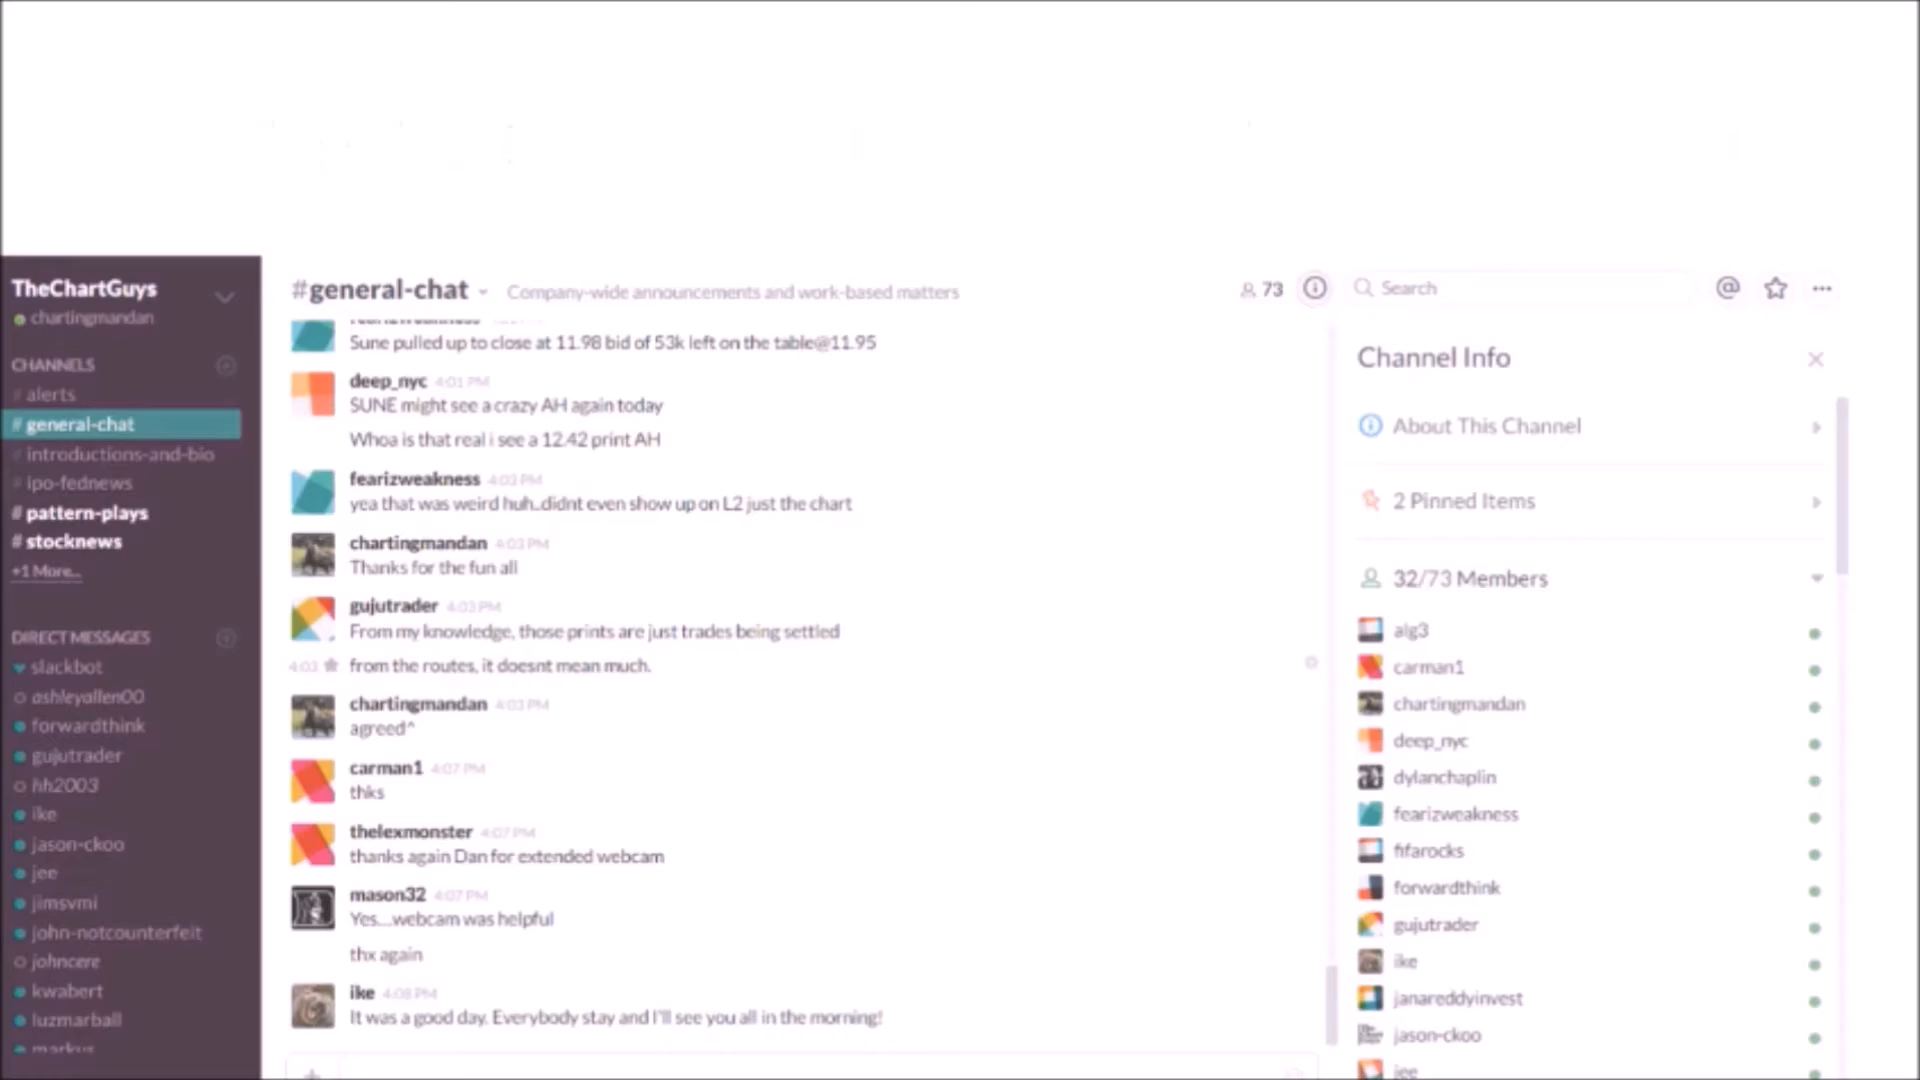 TheChartGuys
chartingmandan
CHANNELS
# alerts
# general-chat
# introductions-and-bio
# ipo-fednews
# pattern-plays
# stocknews
+1 More...
DIRECT MESSAGES
slackbot
ashleyallen00
forwardthink
gujutrader
hh2003
ike
jason-ckoo
jee
jimsvmi
john-notcounterfeit
johncere
kwabert
luzmarball
markus
#general-chat
Company-wide announcements and work-based matters
73
Search
fearizweakness
Sune pulled up to close at 11.98 bid of 53k left on the table@11.95
deep_nyc 4:01 PM
SUNE might see a crazy AH again today
Whoa is that real i see a 12.42 print AH
fearizweakness 4:03 PM
yea that was weird huh..didnt even show up on L2 just the chart
chartingmandan 4:03 PM
Thanks for the fun all
gujutrader 4:03 PM
From my knowledge, those prints are just trades being settled
4:03 from the routes, it doesnt mean much.
chartingmandan 4:03 PM
agreed^
carman1 4:07 PM
thks
thelexmonster 4:07 PM
thanks again Dan for extended webcam
mason32 4:07 PM
Yes....webcam was helpful
thx again
ike 4:08 PM
It was a good day. Everybody stay and I'll see you all in the morning!
Channel Info
About This Channel
2 Pinned Items
32/73 Members
alg3
carman1
chartingmandan
deep_nyc
dylanchaplin
fearizweakness
fifarocks
forwardthink
gujutrader
ike
janareddyinvest
jason-ckoo
jee